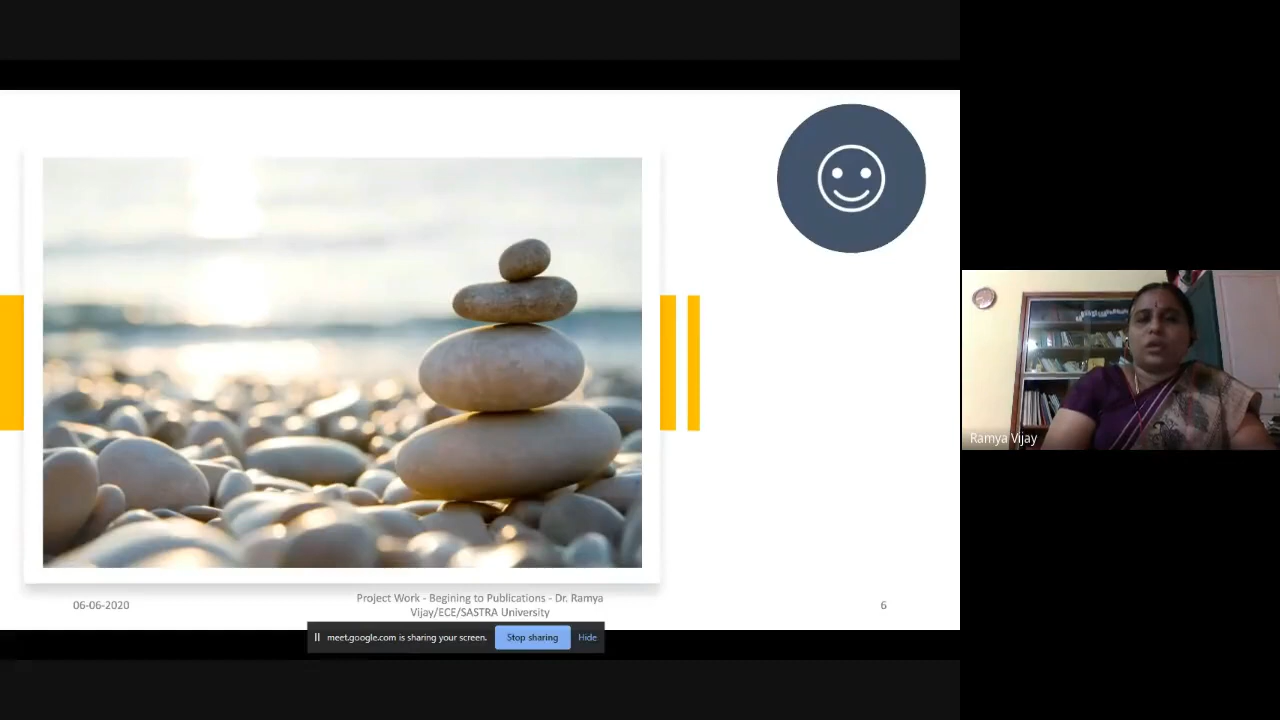 Ramya Vijay
06-06-2020
Project Work - Begining to Publications - Dr. Ramya
Vijay/ECE/SASTRA University
6
meet.google.com is sharing your screen.
Stop sharing
Hide